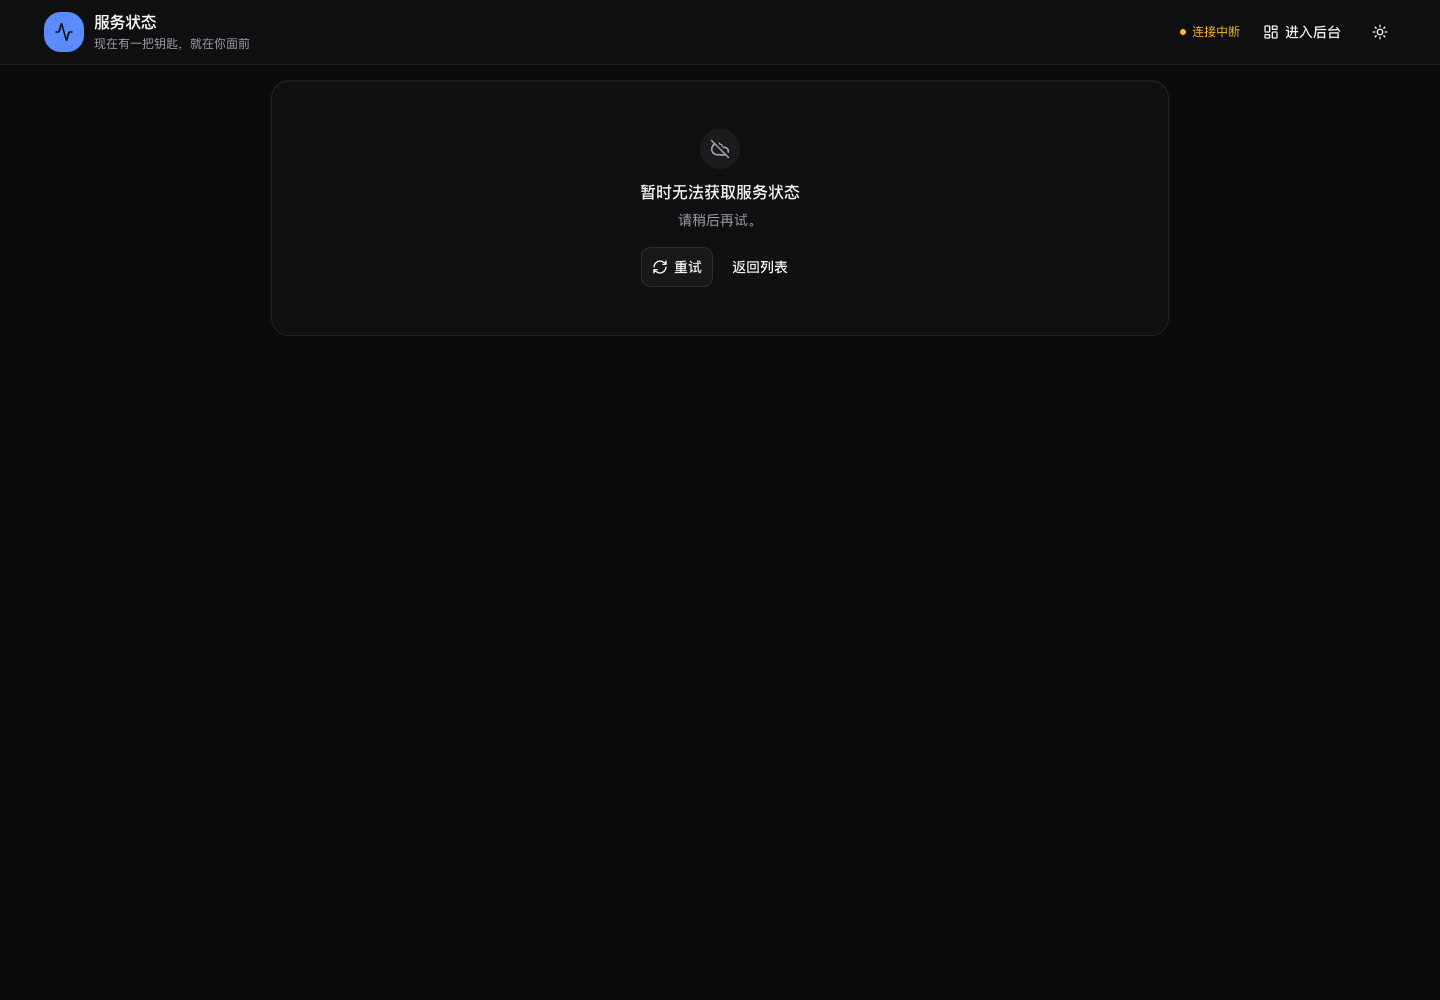 服务状态
现在有一把钥匙，就在你面前
连接中断
进入后台
暂时无法获取服务状态
请稍后再试。
重试
返回列表